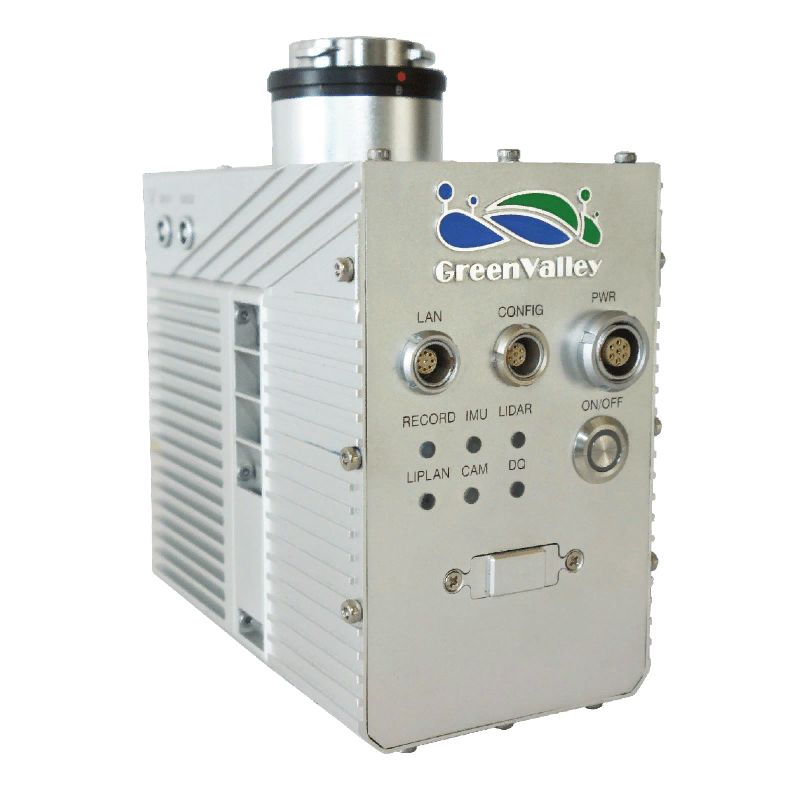 GreenValley
LAN CONFIG PWR
RECORD IMU LIDAR ON/OFF
LIPLAN CAM DQ